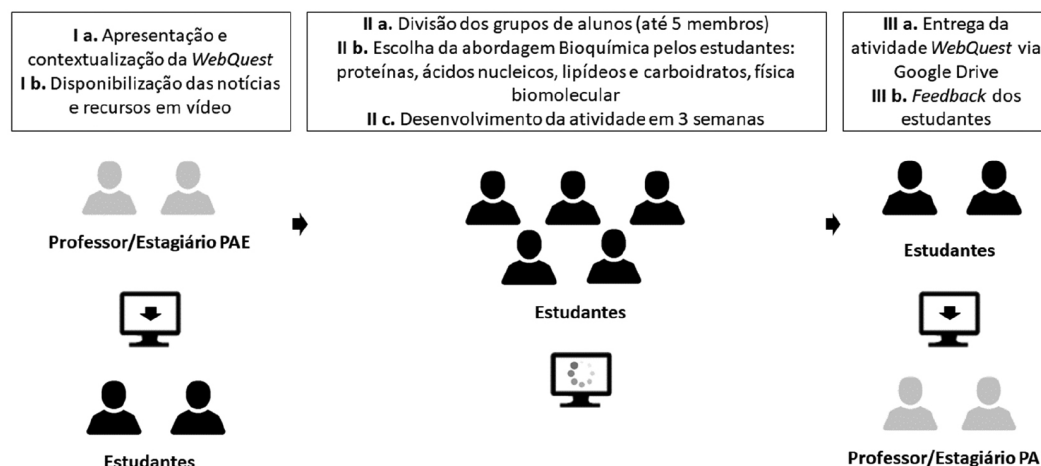 I a. Apresentação e
contextualização da WebQuest
I b. Disponibilização das notícias
e recursos em vídeo
II a. Divisão dos grupos de alunos (até 5 membros)
II b. Escolha da abordagem Bioquímica pelos estudantes:
proteínas, ácidos nucleicos, lipídeos e carboidratos, física
biomolecular
II c. Desenvolvimento da atividade em 3 semanas
III a. Entrega da
atividade WebQuest via
Google Drive
III b. Feedback dos
estudantes
Professor/Estagiário PAE
Estudantes
Estudantes
Estudantes
Professor/Estagiário PA